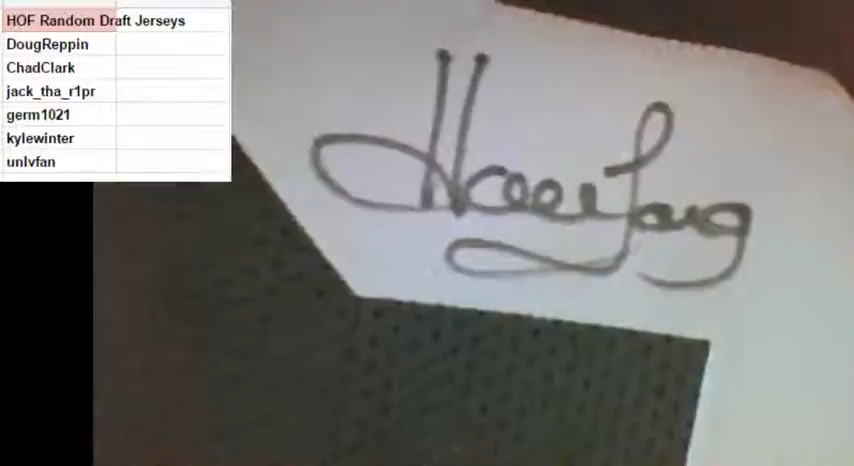 HOF Random Draft Jerseys
DougReppin
ChadClark
jack_tha_r1pr
germ1021
kylewinter
unlvfan